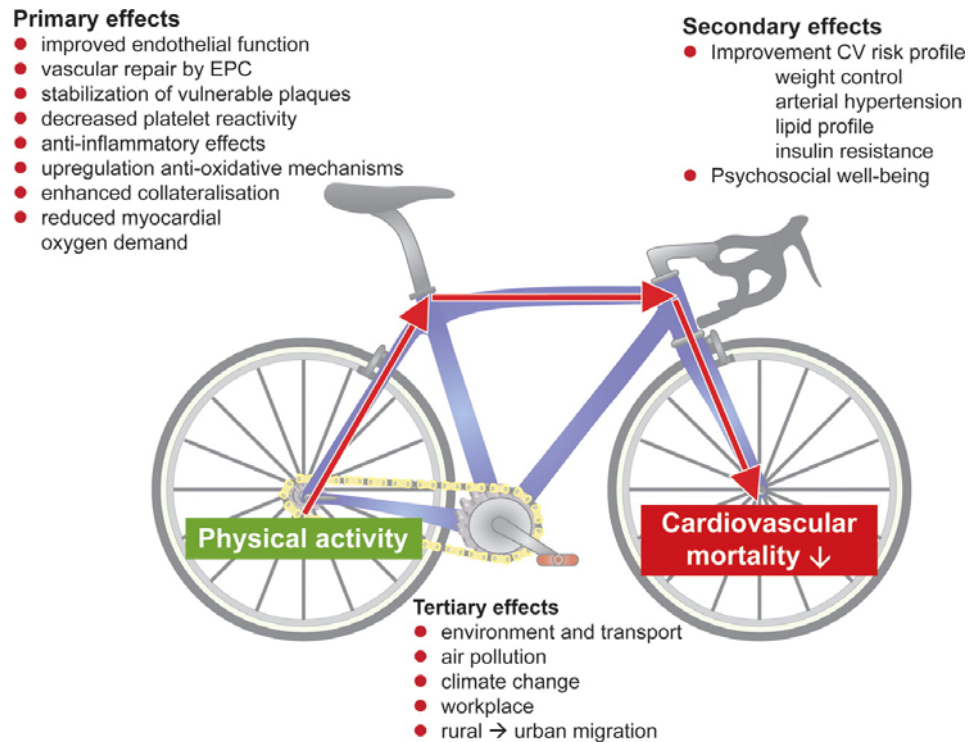 Primary effects
● improved endothelial function
● vascular repair by EPC
● stabilization of vulnerable plaques
● decreased platelet reactivity
● anti-inflammatory effects
● upregulation anti-oxidative mechanisms
● enhanced collateralisation
● reduced myocardial
oxygen demand
Secondary effects
● Improvement CV risk profile
weight control
arterial hypertension
lipid profile
insulin resistance
● Psychosocial well-being
Physical activity
Cardiovascular
mortality ↓
Tertiary effects
● environment and transport
● air pollution
● climate change
● workplace
● rural → urban migration